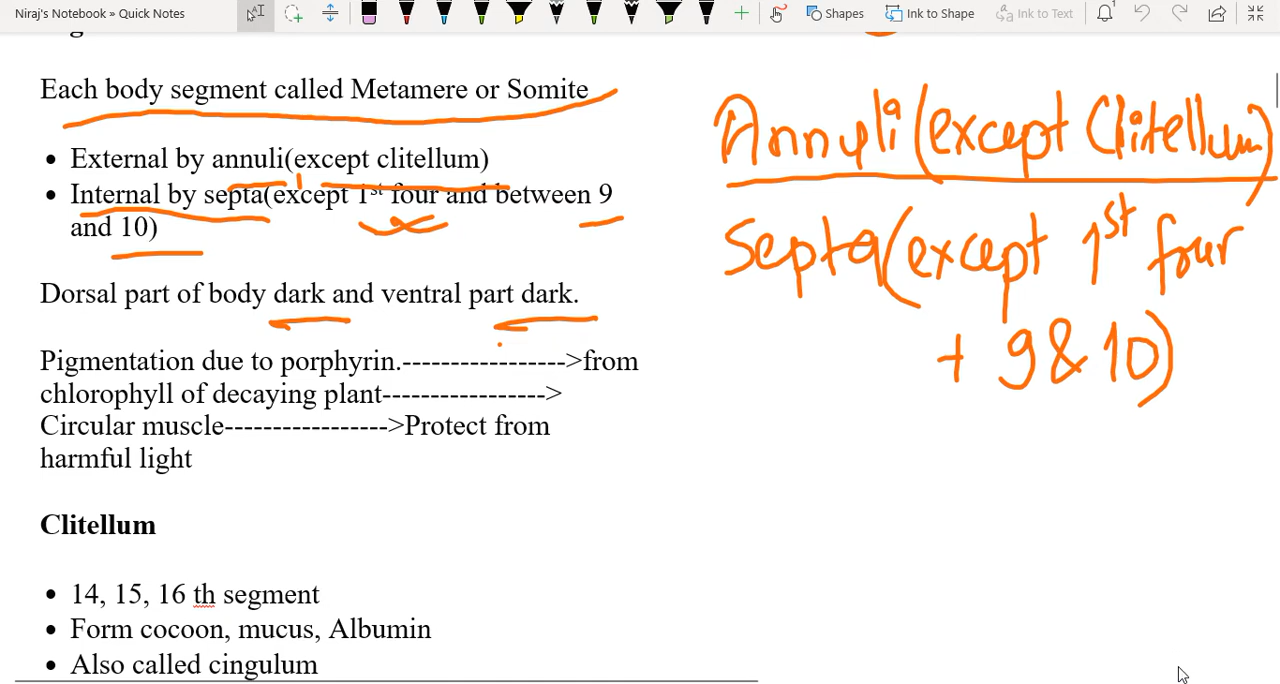 Niraj's Notebook » Quick Notes
Shapes
Ink to Shape
Ink to Text
1
Each body segment called Metamere or Somite
• External by annuli(except clitellum)
• Internal by septa(except 1st four and between 9
and 10)
Dorsal part of body dark and ventral part dark.
Pigmentation due to porphyrin.----------------->from
chlorophyll of decaying plant----------------->
Circular muscle----------------->Protect from
harmful light
Clitellum
• 14, 15, 16 th segment
• Form cocoon, mucus, Albumin
• Also called cingulum
Annuli(except Clitellum)
Septa(except 1st four
+ 9 & 10)